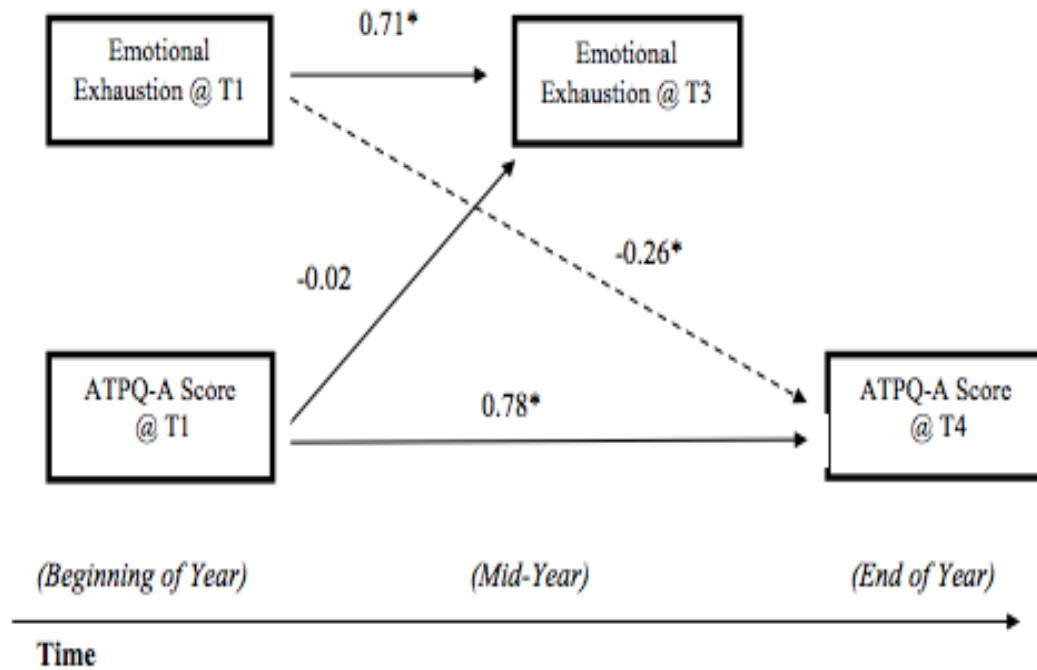 Emotional
Exhaustion @ T1
0.71*
Emotional
Exhaustion @ T3
-0.26*
-0.02
ATPQ-A Score
@ T1
0.78*
ATPQ-A Score
@ T4
(Beginning of Year)
(Mid-Year)
(End of Year)
Time